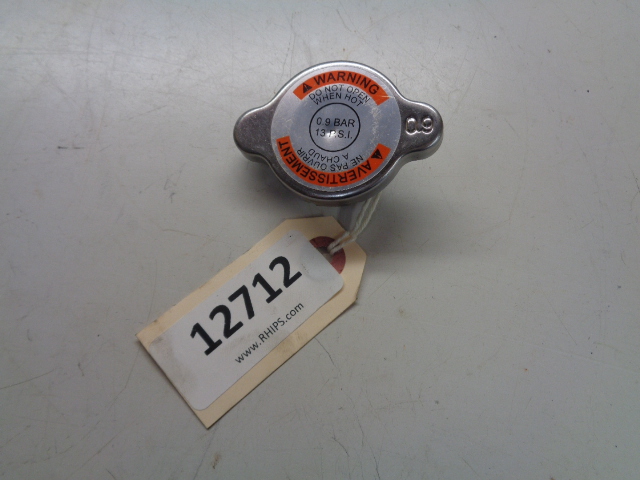 WARNING
DO NOT OPEN
WHEN HOT
0.9 BAR
13 P.S.I.
NE PAS OUVRIR
A CHAUD
AVERTISSEMENT
0.9
12712
www.RHIPS.com